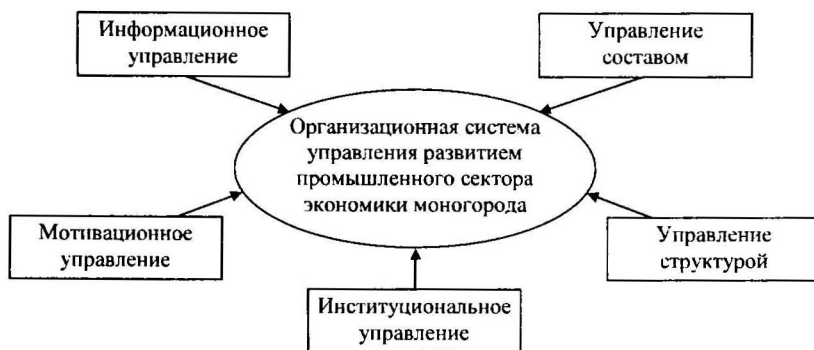 Информационное
управление
Управление
составом
Организационная система
управления развитием
промышленного сектора
экономики моногорода
Мотивационное
управление
Управление
структурой
Институциональное
управление